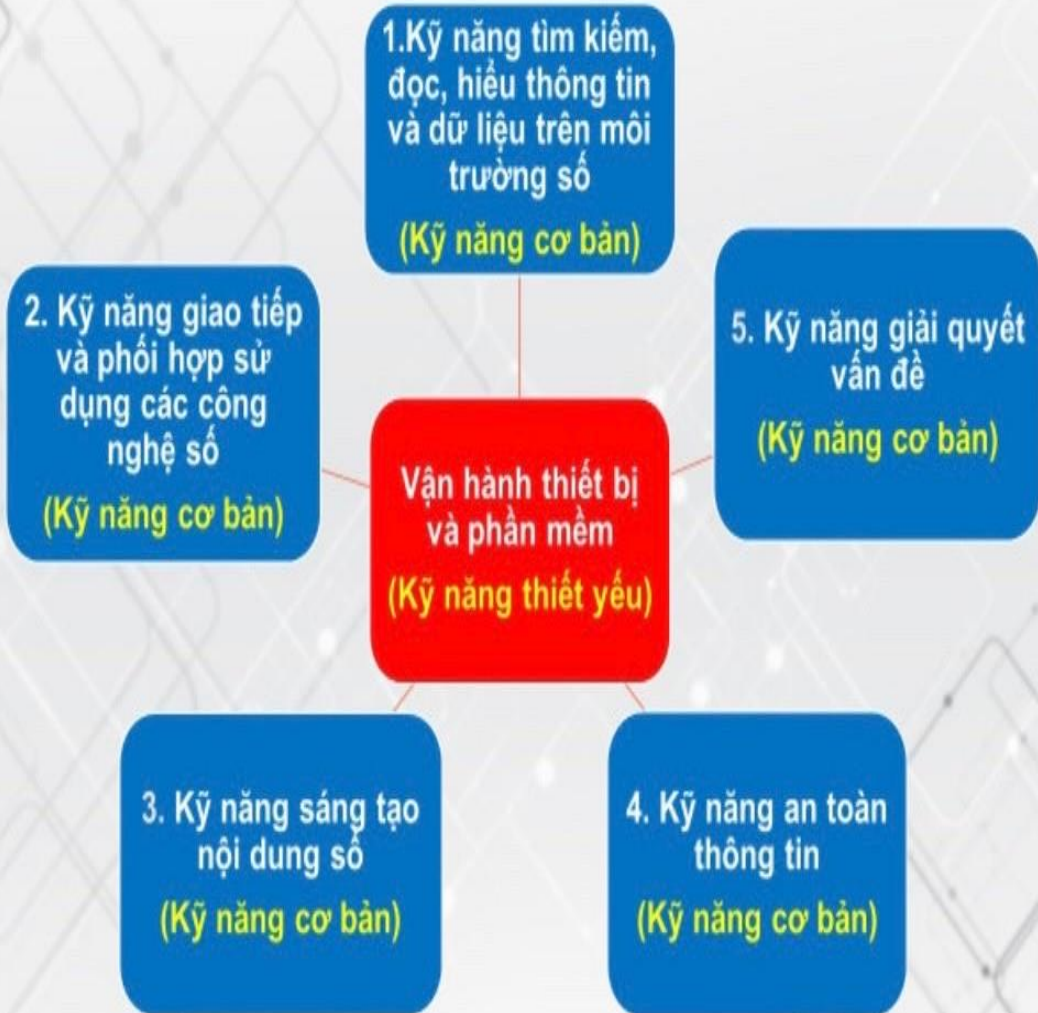 1.Kỹ năng tìm kiếm,
đọc, hiểu thông tin
và dữ liệu trên môi
trường số
(Kỹ năng cơ bản)
2. Kỹ năng giao tiếp
và phối hợp sử
dụng các công
nghệ số
(Kỹ năng cơ bản)
5. Kỹ năng giải quyết
vấn đề
(Kỹ năng cơ bản)
Vận hành thiết bị
và phần mềm
(Kỹ năng thiết yếu)
3. Kỹ năng sáng tạo
nội dung số
(Kỹ năng cơ bản)
4. Kỹ năng an toàn
thông tin
(Kỹ năng cơ bản)